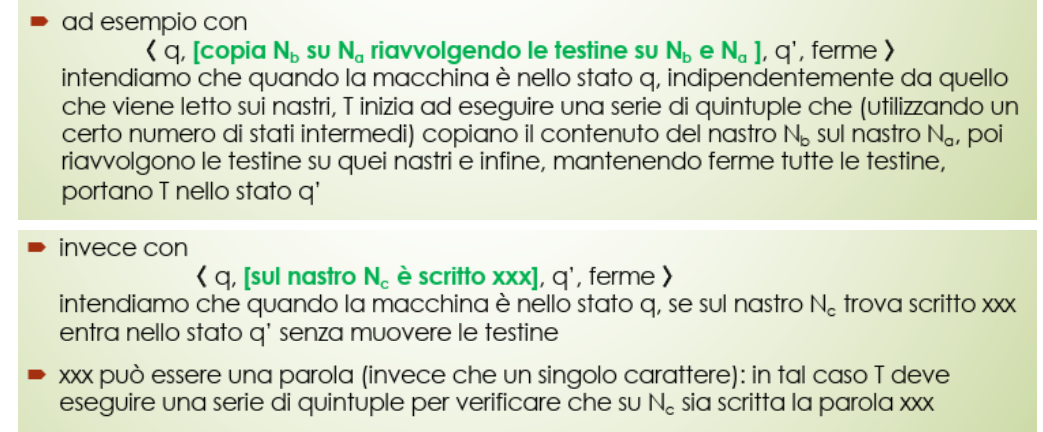 ad esempio con
⟨ q, [copia N_b su N_a riavvolgendo le testine su N_b e N_a ], q', ferme ⟩
intendiamo che quando la macchina è nello stato q, indipendentemente da quello
che viene letto sui nastri, T inizia ad eseguire una serie di quintuple che (utilizzando un
certo numero di stati intermedi) copiano il contenuto del nastro N_b sul nastro N_a, poi
riavvolgono le testine su quei nastri e infine, mantenendo ferme tutte le testine,
portano T nello stato q'
invece con
⟨ q, [sul nastro N_c è scritto xxx], q', ferme ⟩
intendiamo che quando la macchina è nello stato q, se sul nastro N_c trova scritto xxx
entra nello stato q' senza muovere le testine
xxx può essere una parola (invece che un singolo carattere): in tal caso T deve
eseguire una serie di quintuple per verificare che su N_c sia scritta la parola xxx